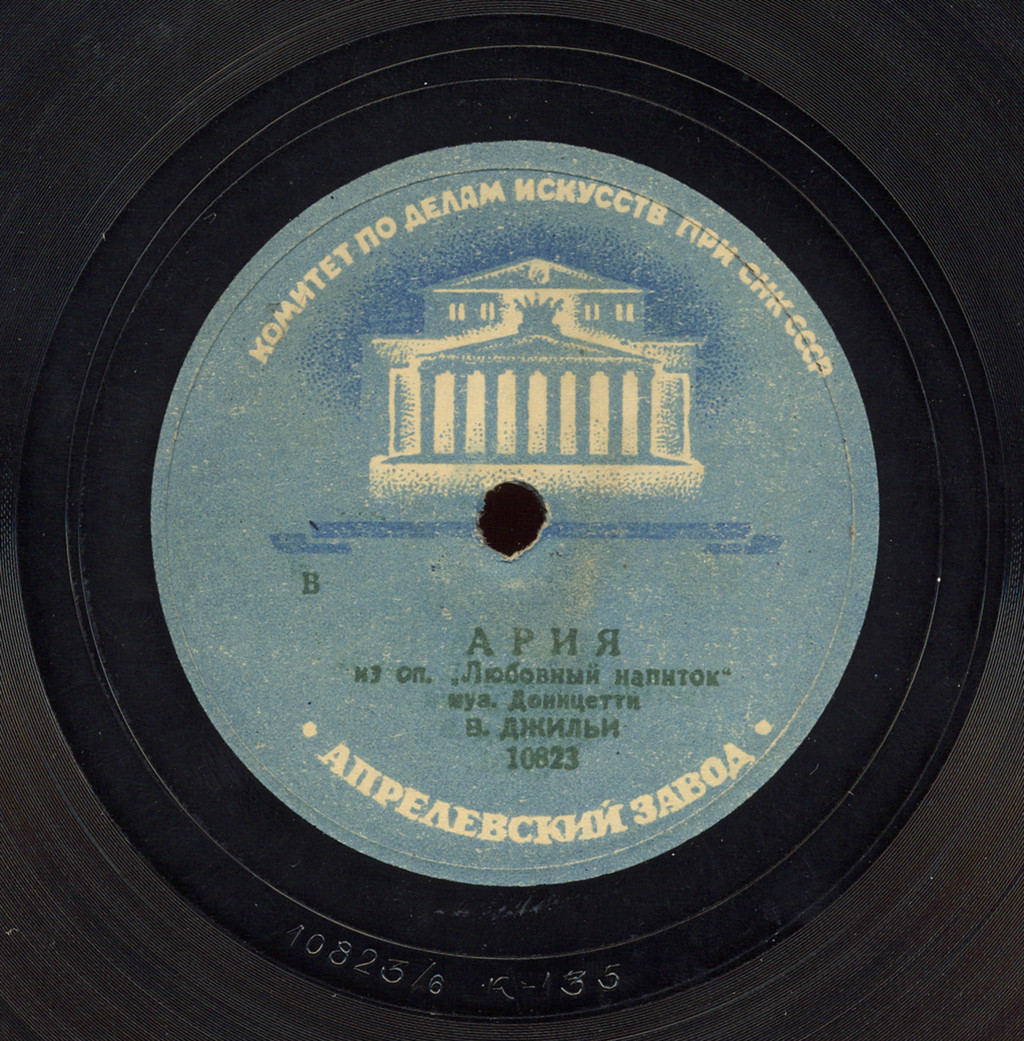 КОМИТЕТ ПО ДЕЛАМ ИСКУССТВ ПРИ СНК СССР
В
АРИЯ
из оп. „Любовный напиток“
муз. Доницетти
Б. ДЖИЛЬИ
10823
• АПРЕЛЕВСКИЙ ЗАВОД •
10823/6 К-135